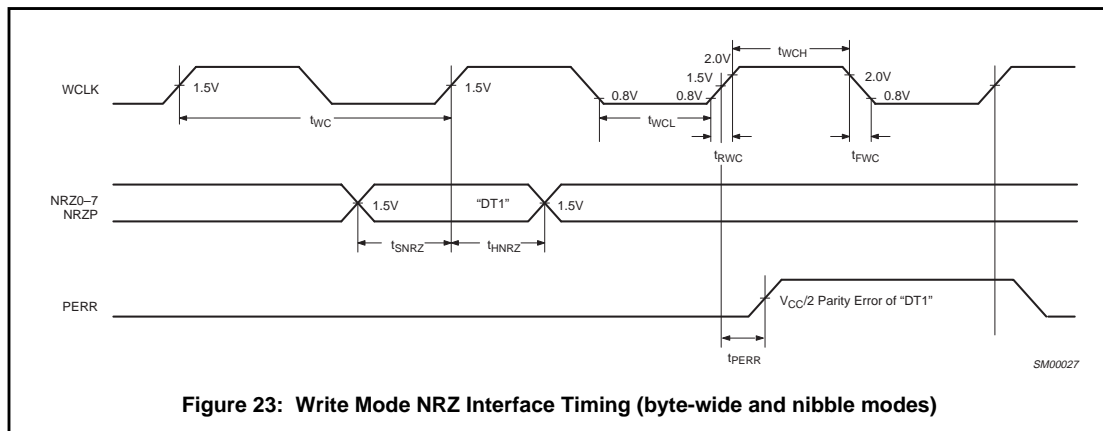 WCLK
1.5V
1.5V
0.8V
0.8V
1.5V
2.0V
tWCH
2.0V
0.8V
tWC
tWCL
tRWC
tFWC
NRZ0–7
NRZP
1.5V
"DT1"
1.5V
tSNRZ
tHNRZ
PERR
VCC/2 Parity Error of "DT1"
tPERR
SM00027
Figure 23: Write Mode NRZ Interface Timing (byte-wide and nibble modes)